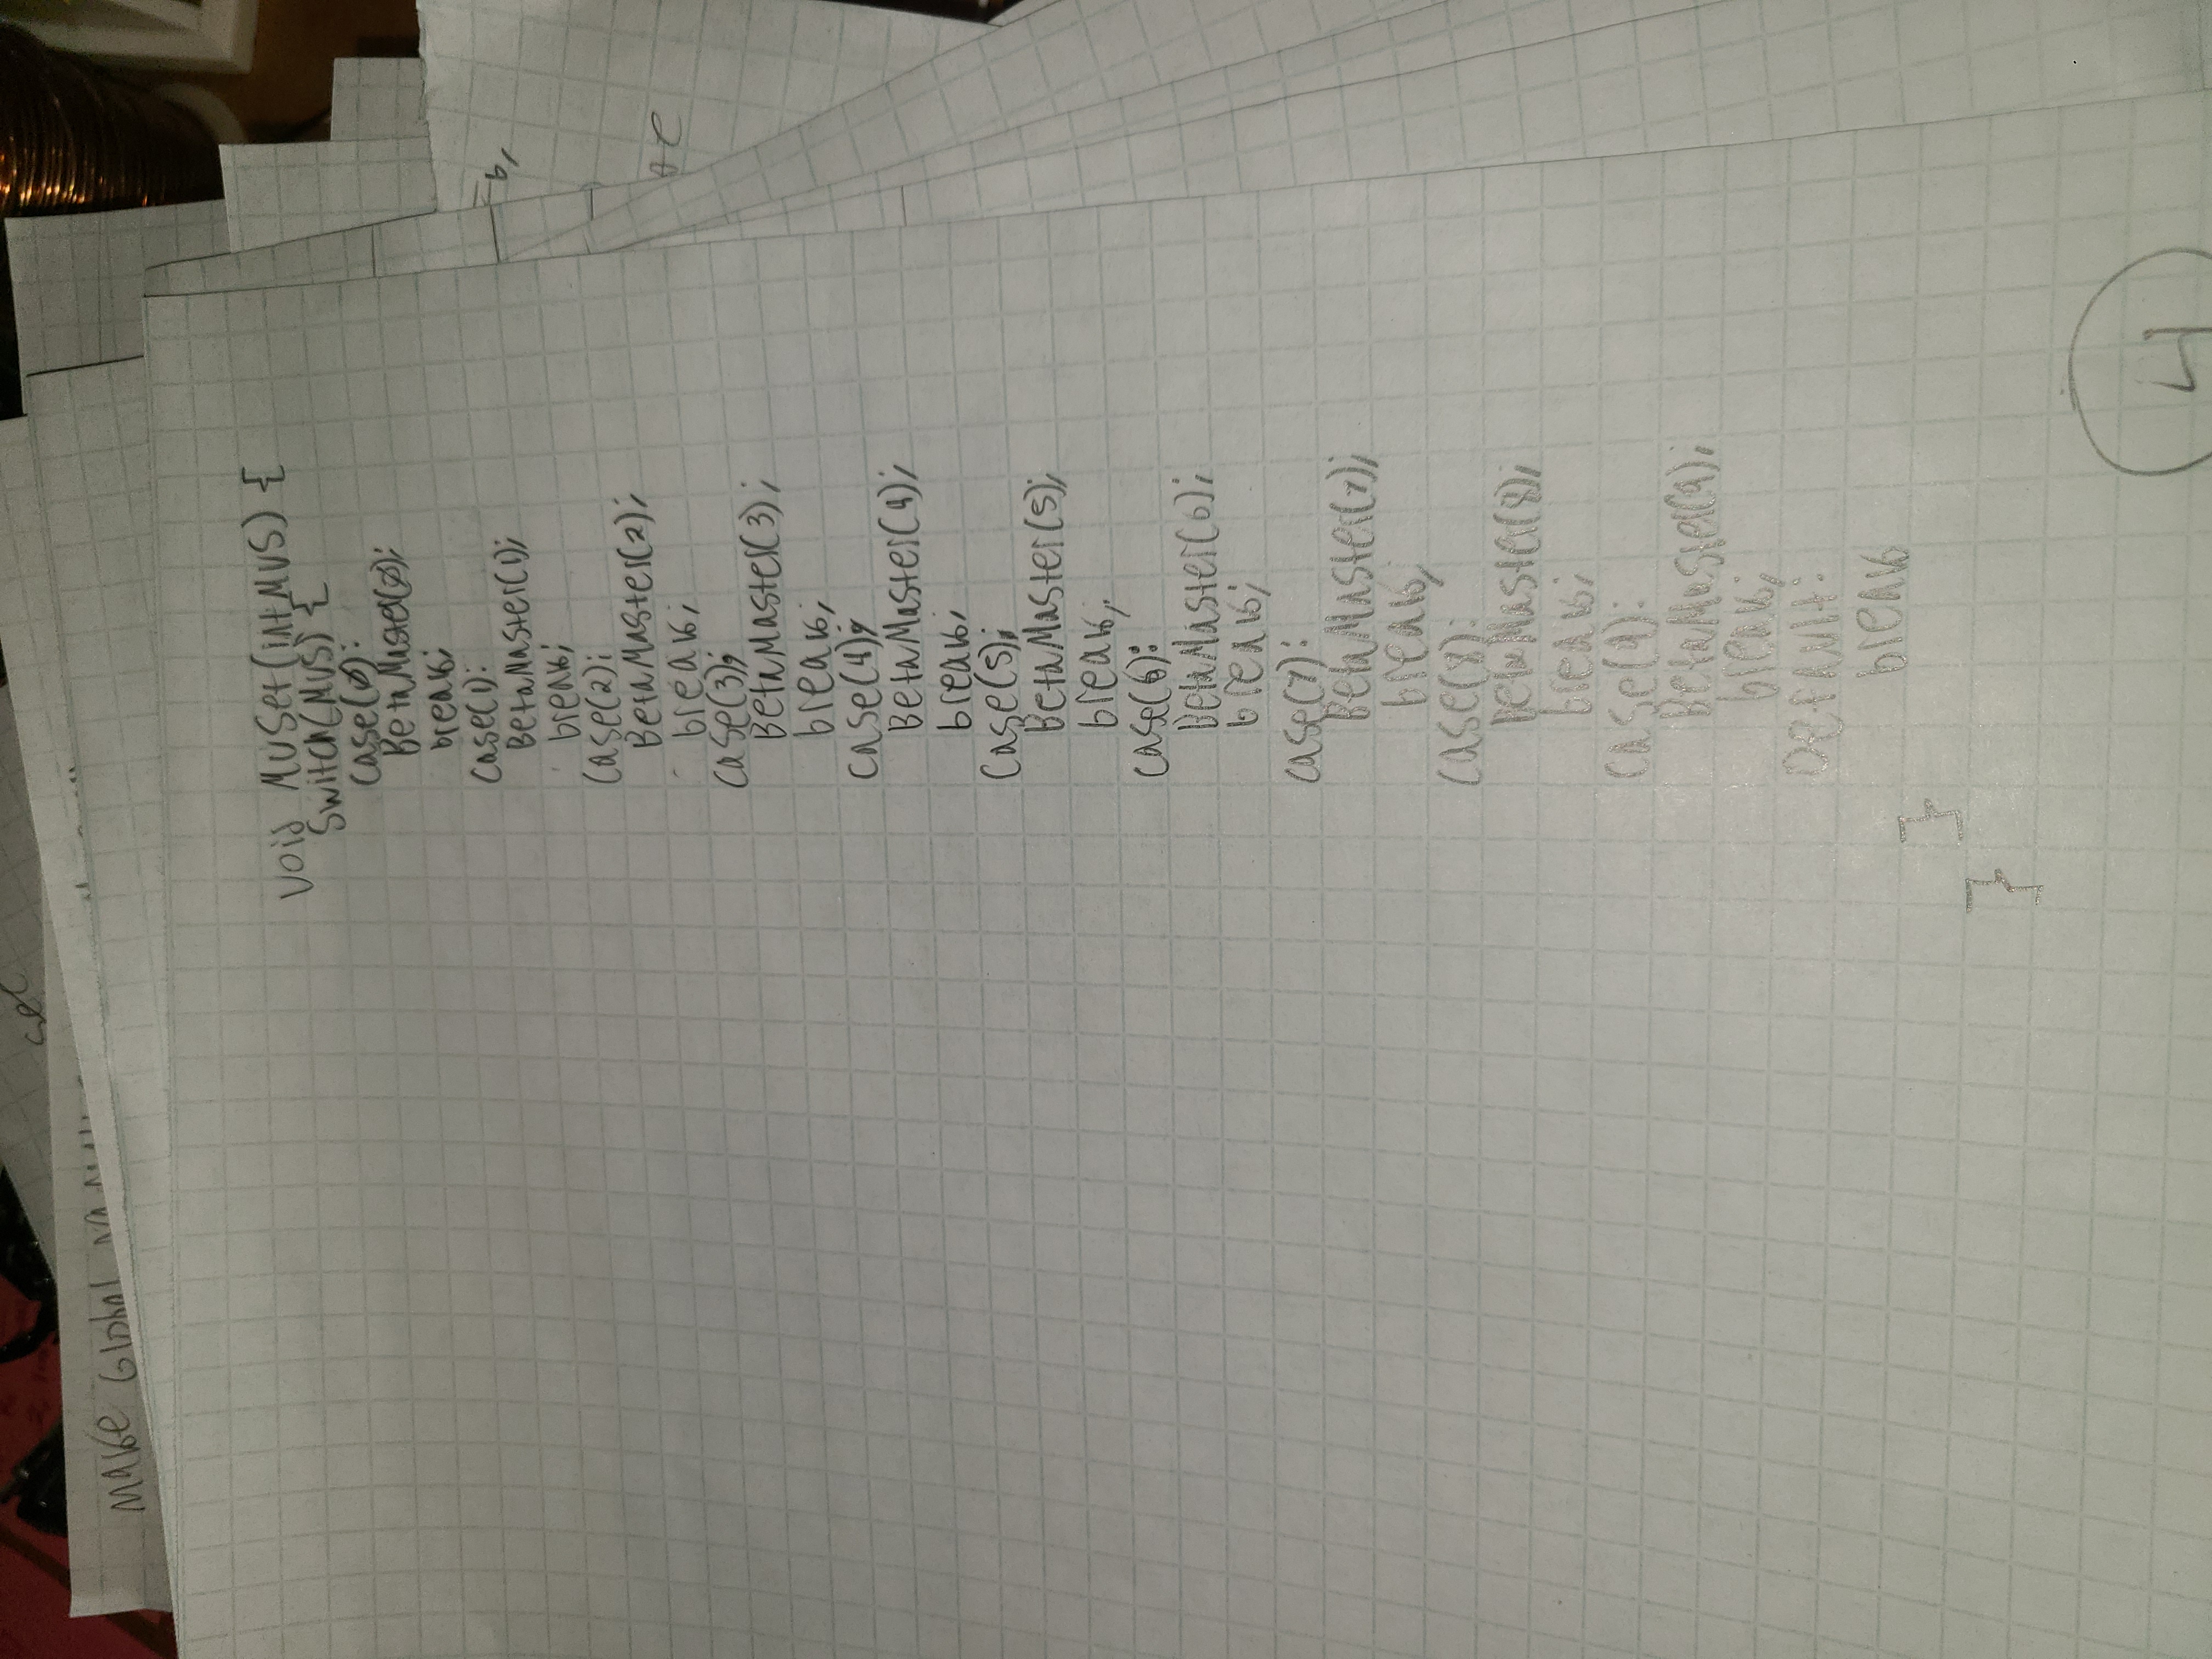 set
make Global
void MVSet(int MVS) {
switch(MVS) {
case(0):
BetaMaster(0);
break;
case(1):
BetaMaster(1);
break;
case(2):
BetaMaster(2);
break;
case(3);
BetaMaster(3);
break;
case(4);
BetaMaster(4);
break;
case(5);
BetaMaster(5);
break;
case(6):
BetaMaster(6);
break;
case(7):
BetaMaster(7);
break;
case(8):
BetaMaster(8);
break;
case(9):
BetaMaster(9);
break;
Default:
break
}
}
4